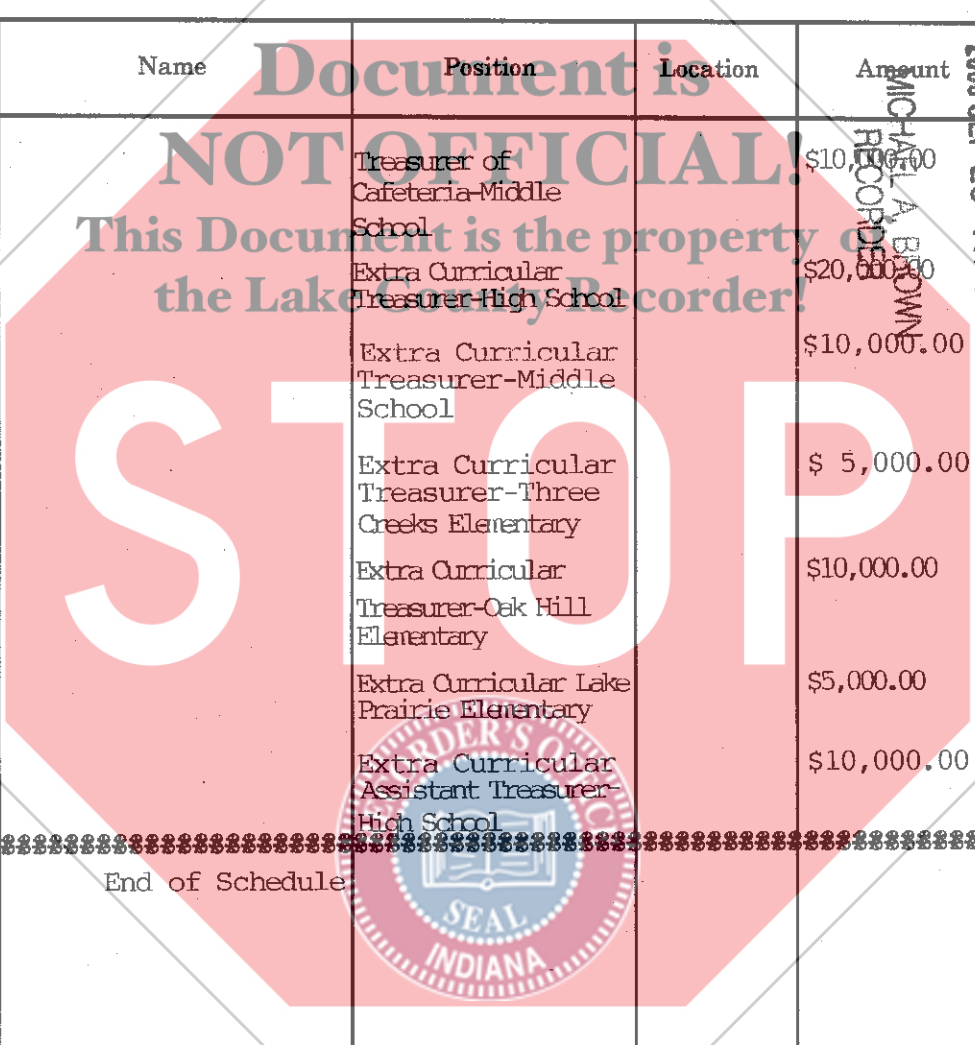 Name Position Location Amount
Document is
NOT OFFICIAL!
This Document is the property of
the Lake County Recorder!
STOP
MICHAEL A. BROWN
RECORDER
Treasurer of $10,000.00
Cafeteria-Middle
School
Extra Curricular $20,000.00
Treasurer-High School
Extra Curricular $10,000.00
Treasurer-Middle
School
Extra Curricular $ 5,000.00
Treasurer-Three
Creeks Elementary
Extra Curricular $10,000.00
Treasurer-Oak Hill
Elementary
Extra Curricular Lake $5,000.00
Prairie Elementary
Extra Curricular $10,000.00
Assistant Treasurer-
High School
End of Schedule
RECORDER'S OFFICE
SEAL
INDIANA